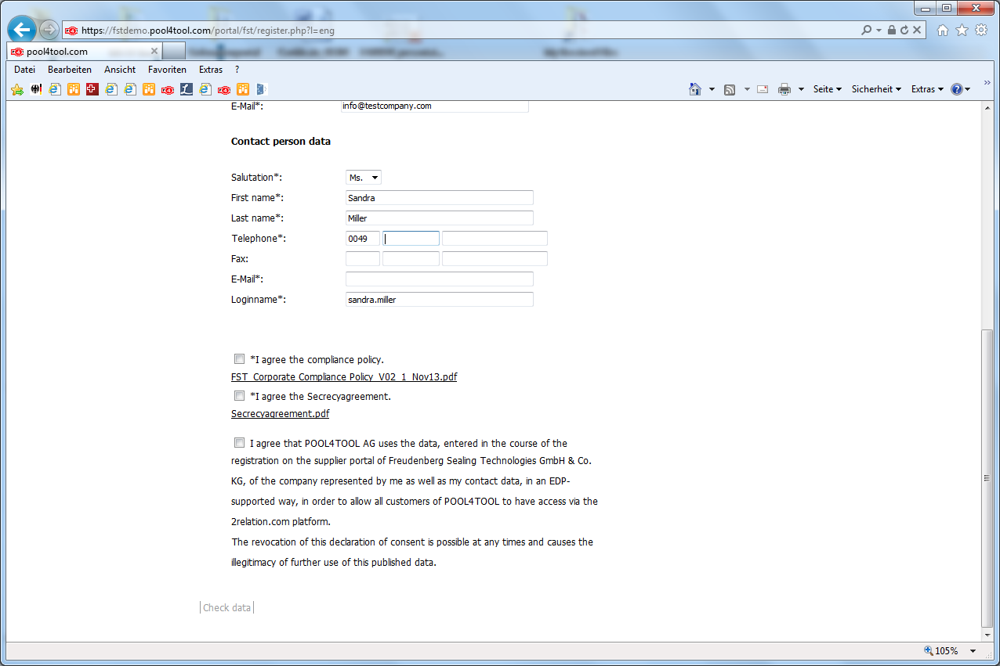 https://fstdemo.pool4tool.com/portal/fst/register.php?l=eng
pool4tool.com
Datei Bearbeiten Ansicht Favoriten Extras ?
Seite Sicherheit Extras
E-Mail*: info@testcompany.com
Contact person data
Salutation*: Ms.
First name*: Sandra
Last name*: Miller
Telephone*: 0049
Fax:
E-Mail*:
Loginname*: sandra.miller
*I agree the compliance policy.
FST_Corporate Compliance Policy_V02_1_Nov13.pdf
*I agree the Secrecyagreement.
Secrecyagreement.pdf
I agree that POOL4TOOL AG uses the data, entered in the course of the
registration on the supplier portal of Freudenberg Sealing Technologies GmbH & Co.
KG, of the company represented by me as well as my contact data, in an EDP-
supported way, in order to allow all customers of POOL4TOOL to have access via the
2relation.com platform.
The revocation of this declaration of consent is possible at any times and causes the
illegitimacy of further use of this published data.
Check data
105%